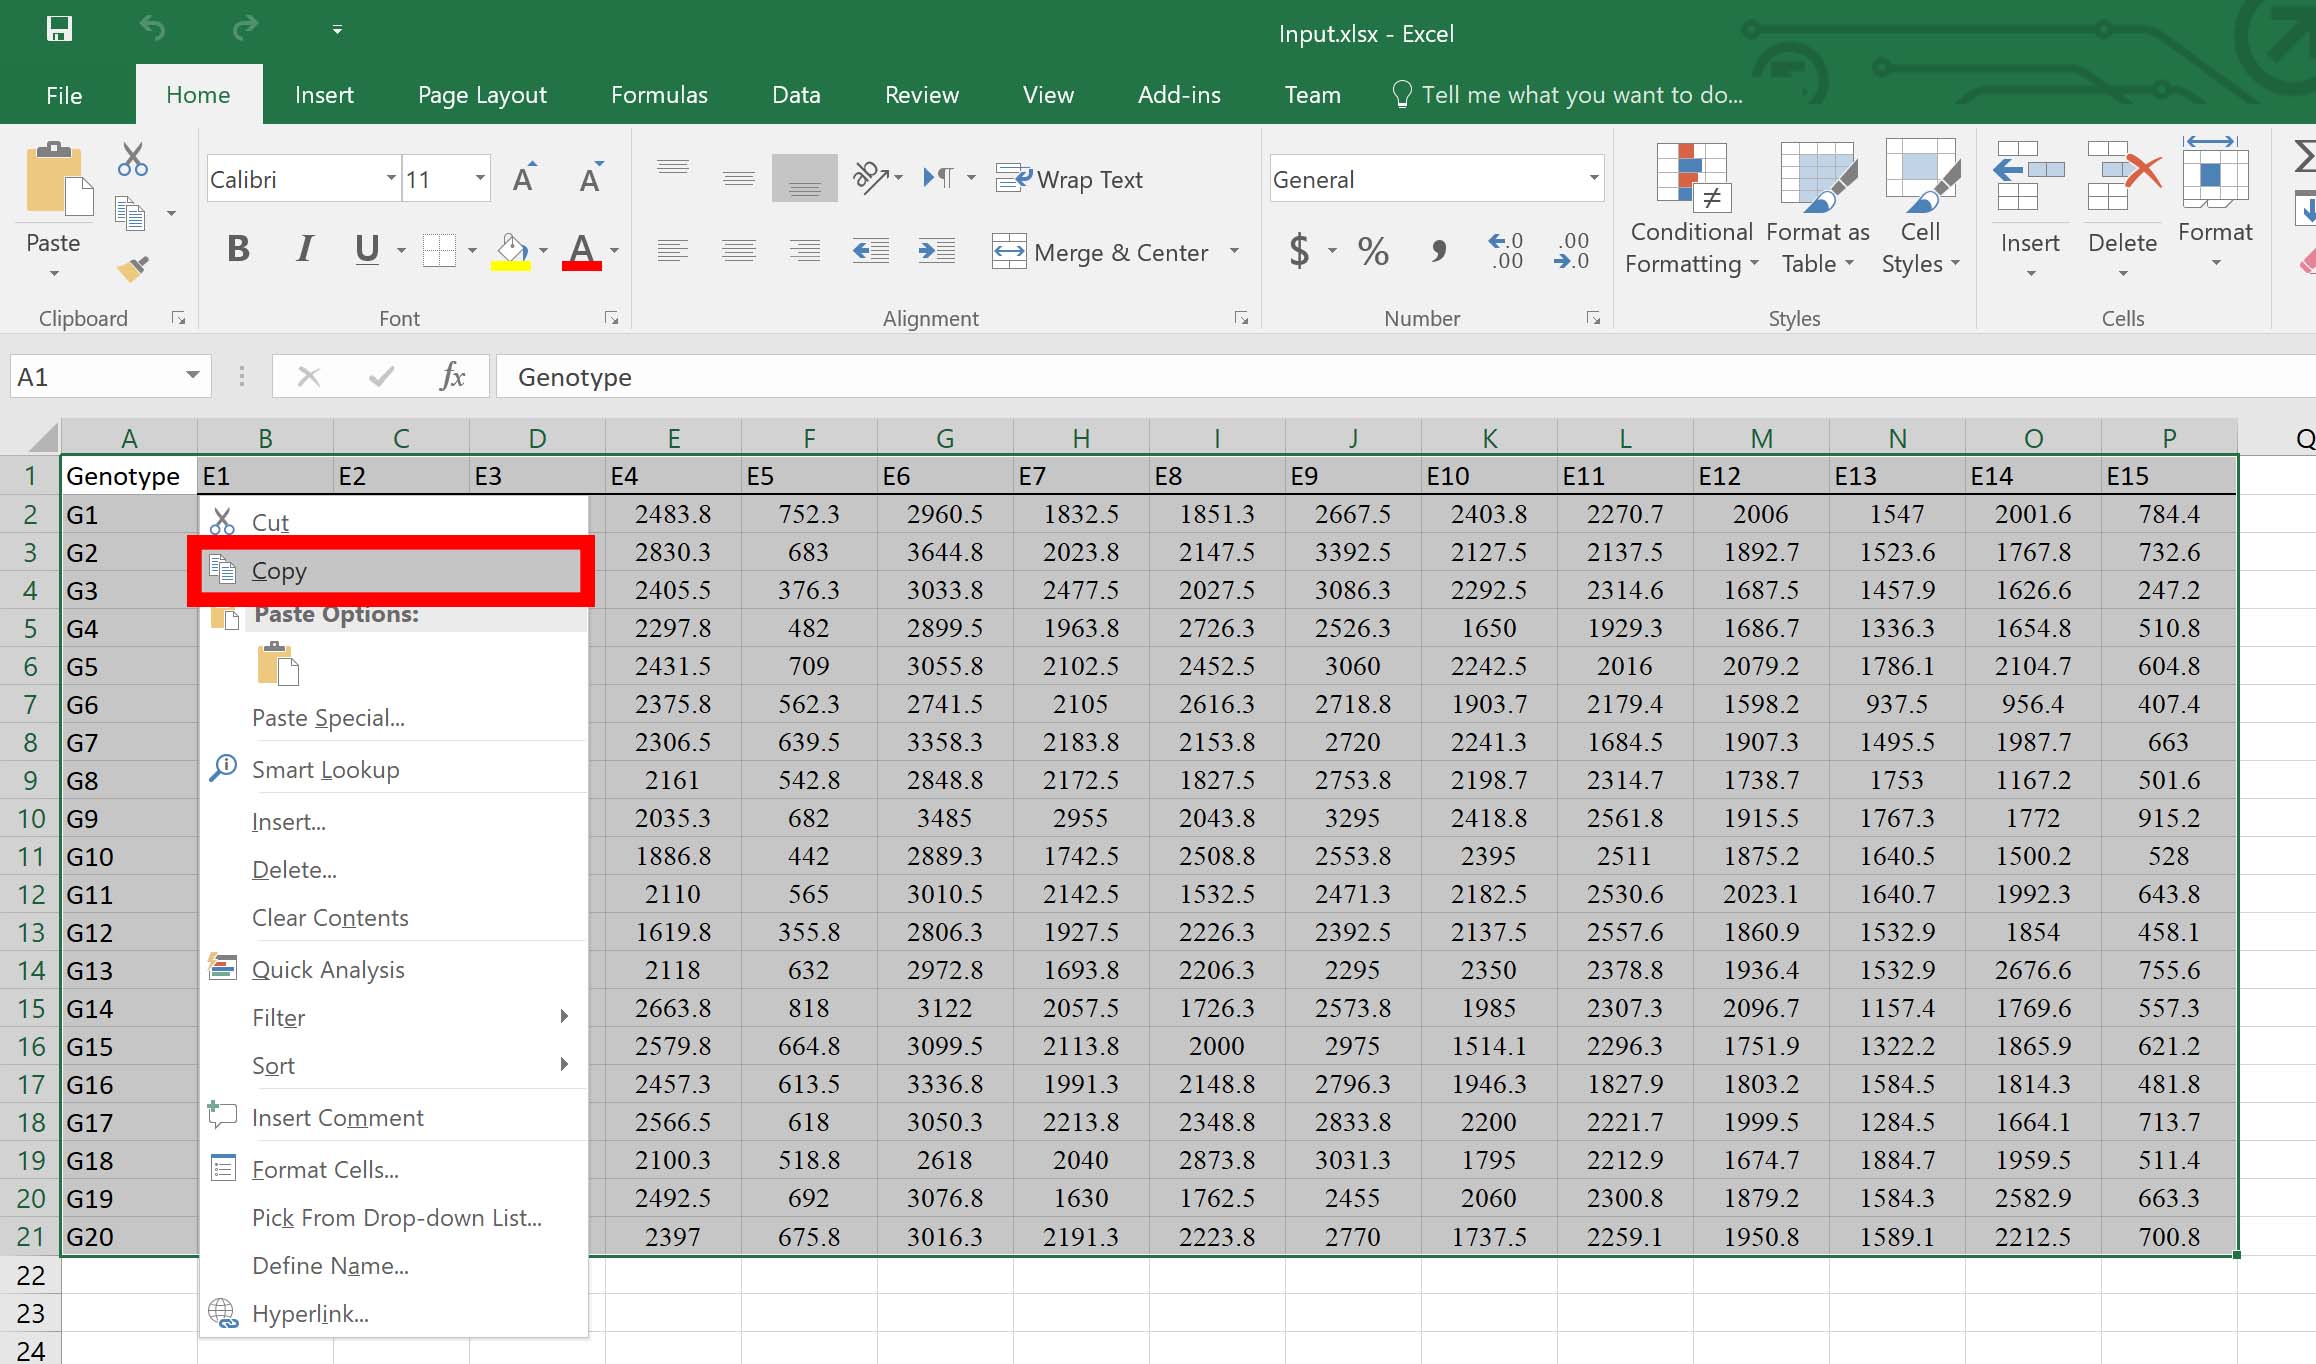 Input.xlsx - Excel
File Home Insert Page Layout Formulas Data Review View Add-ins Team Tell me what you want to do...
Calibri 11 Wrap Text General
Paste B I U A Merge & Center $ % , .0 .00 .00 .0 Conditional Formatting Format as Table Cell Styles Insert Delete Format
Clipboard Font Alignment Number Styles Cells
A1 fx Genotype
A B C D E F G H I J K L M N O P Q
1 Genotype E1 E2 E3 E4 E5 E6 E7 E8 E9 E10 E11 E12 E13 E14 E15
2 G1 2483.8 752.3 2960.5 1832.5 1851.3 2667.5 2403.8 2270.7 2006 1547 2001.6 784.4
3 G2 2830.3 683 3644.8 2023.8 2147.5 3392.5 2127.5 2137.5 1892.7 1523.6 1767.8 732.6
4 G3 2405.5 376.3 3033.8 2477.5 2027.5 3086.3 2292.5 2314.6 1687.5 1457.9 1626.6 247.2
5 G4 2297.8 482 2899.5 1963.8 2726.3 2526.3 1650 1929.3 1686.7 1336.3 1654.8 510.8
6 G5 2431.5 709 3055.8 2102.5 2452.5 3060 2242.5 2016 2079.2 1786.1 2104.7 604.8
7 G6 2375.8 562.3 2741.5 2105 2616.3 2718.8 1903.7 2179.4 1598.2 937.5 956.4 407.4
8 G7 2306.5 639.5 3358.3 2183.8 2153.8 2720 2241.3 1684.5 1907.3 1495.5 1987.7 663
9 G8 2161 542.8 2848.8 2172.5 1827.5 2753.8 2198.7 2314.7 1738.7 1753 1167.2 501.6
10 G9 2035.3 682 3485 2955 2043.8 3295 2418.8 2561.8 1915.5 1767.3 1772 915.2
11 G10 1886.8 442 2889.3 1742.5 2508.8 2553.8 2395 2511 1875.2 1640.5 1500.2 528
12 G11 2110 565 3010.5 2142.5 1532.5 2471.3 2182.5 2530.6 2023.1 1640.7 1992.3 643.8
13 G12 1619.8 355.8 2806.3 1927.5 2226.3 2392.5 2137.5 2557.6 1860.9 1532.9 1854 458.1
14 G13 2118 632 2972.8 1693.8 2206.3 2295 2350 2378.8 1936.4 1532.9 2676.6 755.6
15 G14 2663.8 818 3122 2057.5 1726.3 2573.8 1985 2307.3 2096.7 1157.4 1769.6 557.3
16 G15 2579.8 664.8 3099.5 2113.8 2000 2975 1514.1 2296.3 1751.9 1322.2 1865.9 621.2
17 G16 2457.3 613.5 3336.8 1991.3 2148.8 2796.3 1946.3 1827.9 1803.2 1584.5 1814.3 481.8
18 G17 2566.5 618 3050.3 2213.8 2348.8 2833.8 2200 2221.7 1999.5 1284.5 1664.1 713.7
19 G18 2100.3 518.8 2618 2040 2873.8 3031.3 1795 2212.9 1674.7 1884.7 1959.5 511.4
20 G19 2492.5 692 3076.8 1630 1762.5 2455 2060 2300.8 1879.2 1584.3 2582.9 663.3
21 G20 2397 675.8 3016.3 2191.3 2223.8 2770 1737.5 2259.1 1950.8 1589.1 2212.5 700.8
22
23
24
Cut
Copy
Paste Options:
Paste Special...
Smart Lookup
Insert...
Delete...
Clear Contents
Quick Analysis
Filter
Sort
Insert Comment
Format Cells...
Pick From Drop-down List...
Define Name...
Hyperlink...